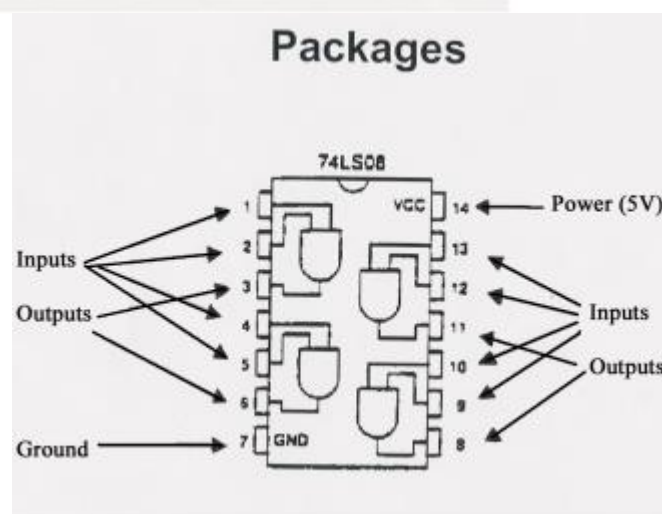 Packages
74LS08
1 VCC 14 Power (5V)
2 13
Inputs
3 12
Outputs Inputs
4 11
5 10 Outputs
6 9
Ground 7 GND 8